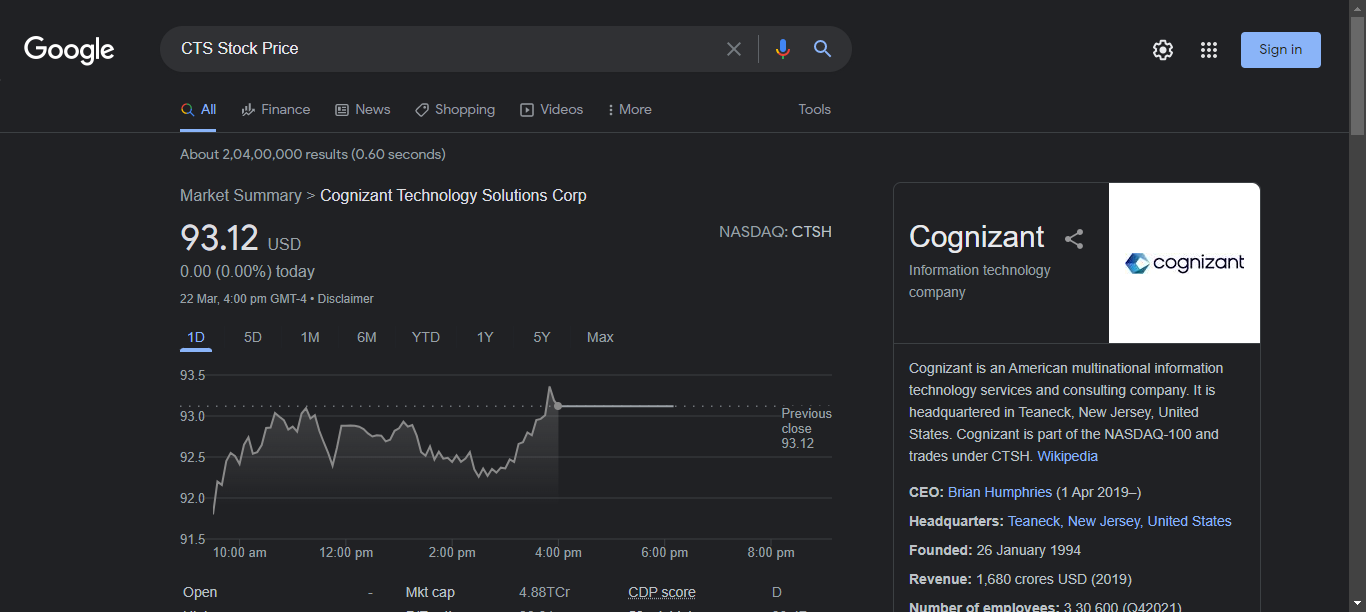 Google
CTS Stock Price
Sign in
All Finance News Shopping Videos More Tools
About 2,04,00,000 results (0.60 seconds)
Market Summary > Cognizant Technology Solutions Corp
93.12 USD
NASDAQ: CTSH
0.00 (0.00%) today
22 Mar, 4:00 pm GMT-4 • Disclaimer
1D 5D 1M 6M YTD 1Y 5Y Max
93.5
93.0
92.5
92.0
91.5
Previous
close
93.12
10:00 am 12:00 pm 2:00 pm 4:00 pm 6:00 pm 8:00 pm
Open - Mkt cap 4.88TCr CDP score D
Cognizant
Information technology
company
cognizant
Cognizant is an American multinational information
technology services and consulting company. It is
headquartered in Teaneck, New Jersey, United
States. Cognizant is part of the NASDAQ-100 and
trades under CTSH. Wikipedia
CEO: Brian Humphries (1 Apr 2019–)
Headquarters: Teaneck, New Jersey, United States
Founded: 26 January 1994
Revenue: 1,680 crores USD (2019)
Number of employees: 3,30,600 (Q42021)